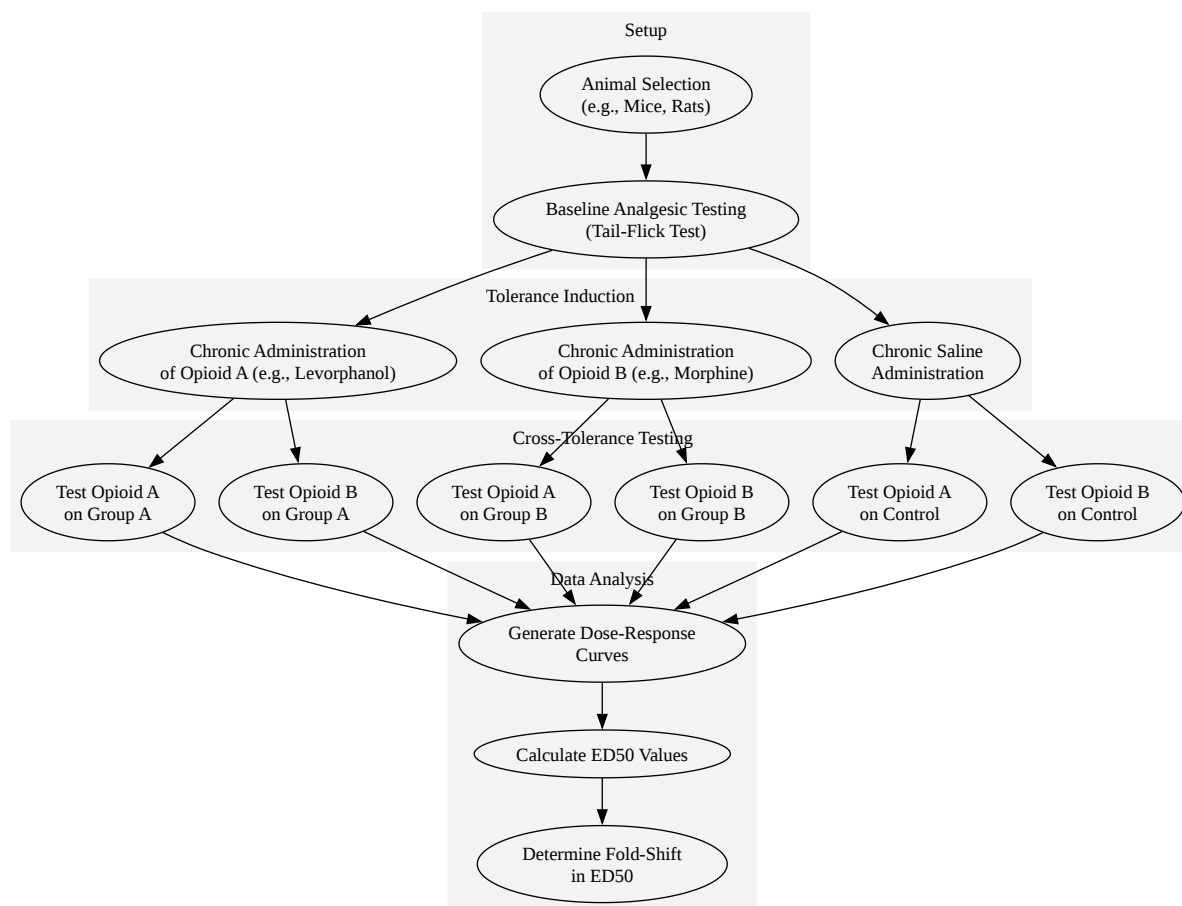 Setup
Animal Selection
(e.g., Mice, Rats)
Baseline Analgesic Testing
(Tail-Flick Test)
Tolerance Induction
Chronic Administration
of Opioid A (e.g., Levorphanol)
Chronic Administration
of Opioid B (e.g., Morphine)
Chronic Saline
Administration
Cross-Tolerance Testing
Test Opioid A
on Group A
Test Opioid B
on Group A
Test Opioid A
on Group B
Test Opioid B
on Group B
Test Opioid A
on Control
Test Opioid B
on Control
Data Analysis
Generate Dose-Response
Curves
Calculate ED50 Values
Determine Fold-Shift
in ED50